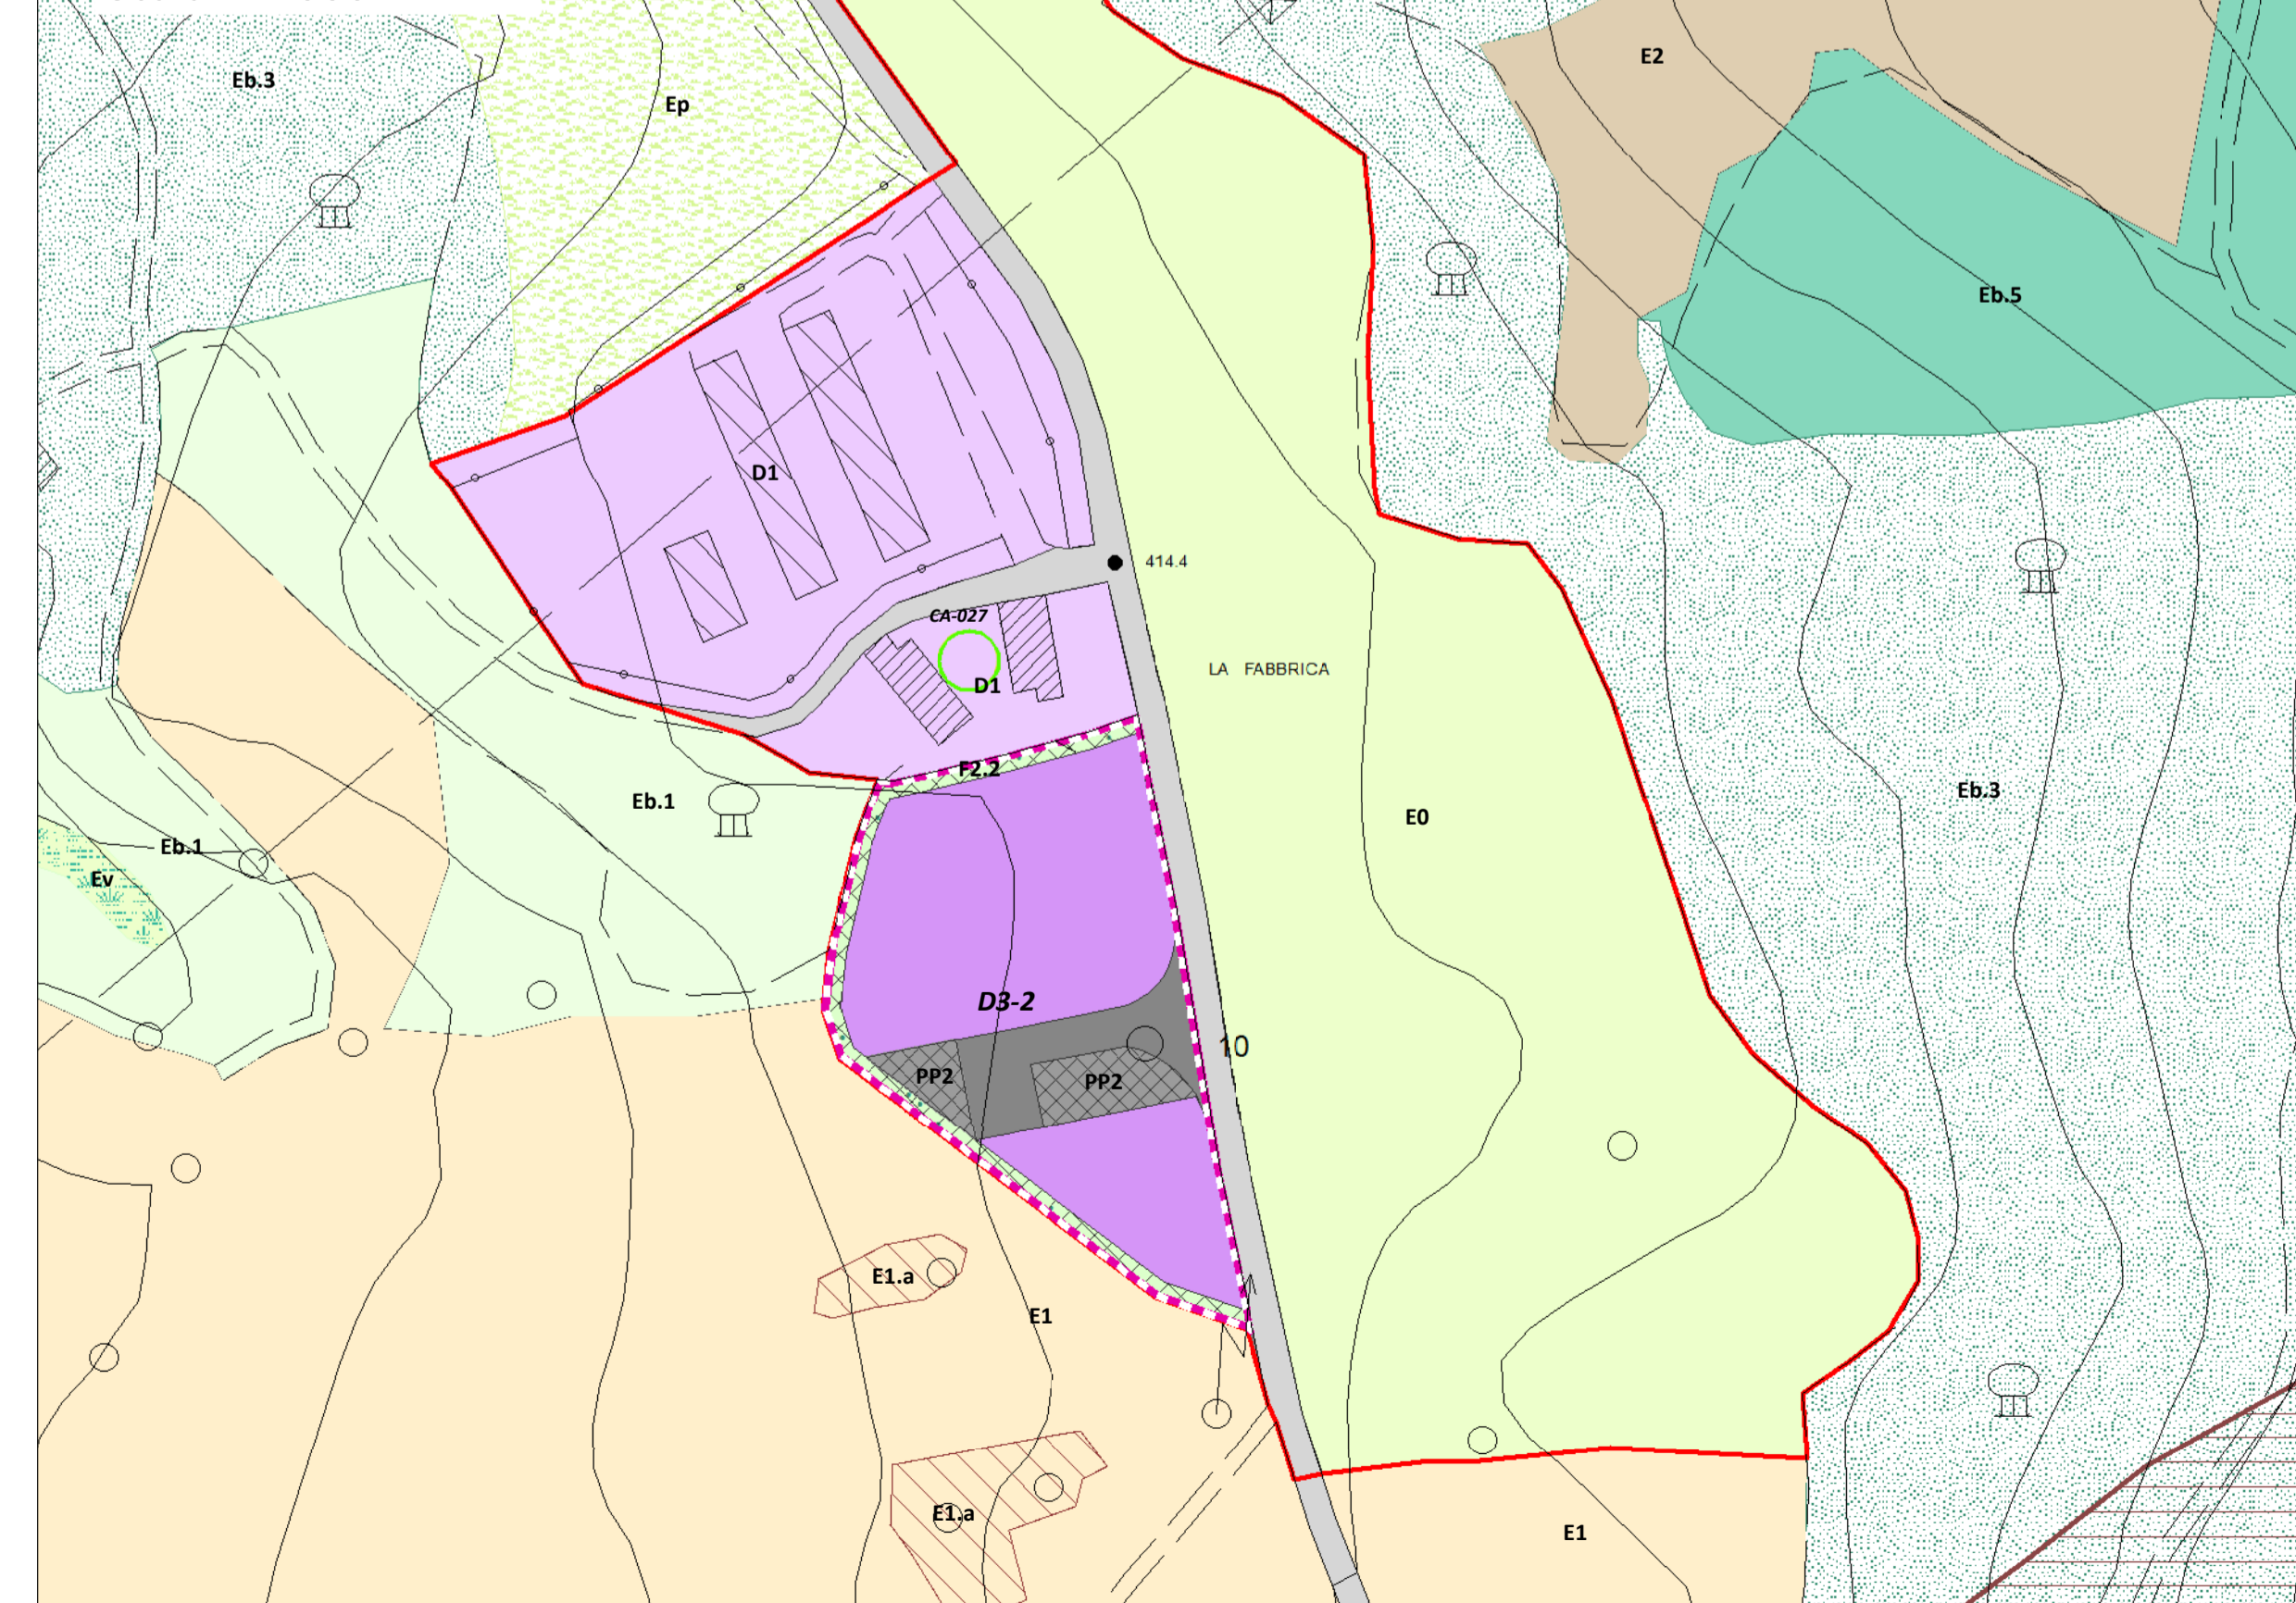 E2
Eb.3
Ep
Eb.5
D1
414.4
CA-027
LA FABBRICA
D1
F2.2
Eb.3
Eb.1
E0
Eb.1
Ev
D3-2
10
PP2
PP2
E1.a
E1
E1.a
E1